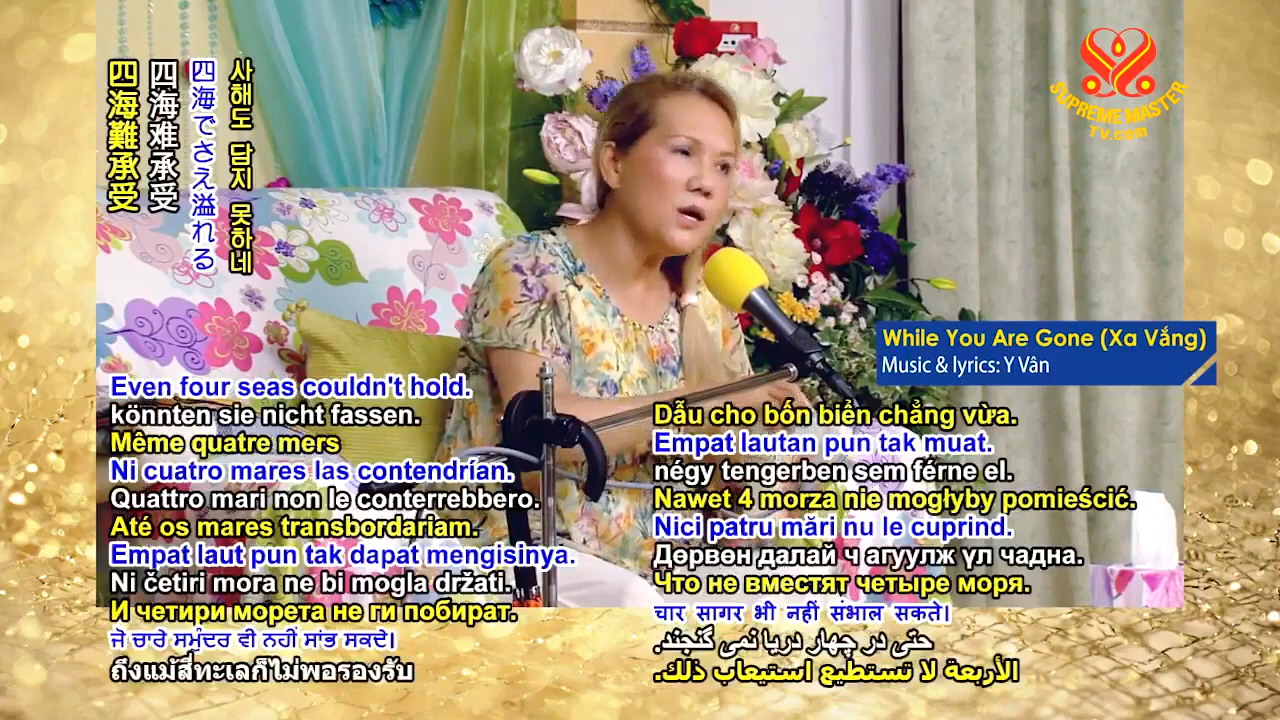 四海難承受
四海难承受
四海でさえ溢れる
사해도 담지 못하네
SUPREME MASTER
TV.com
While You Are Gone (Xa Vắng)
Music & lyrics: Y Vân
Even four seas couldn't hold.
könnten sie nicht fassen.
Même quatre mers
Ni cuatro mares las contendrían.
Quattro mari non le conterrebbero.
Até os mares transbordariam.
Empat laut pun tak dapat mengisinya.
Ni četiri mora ne bi mogla držati.
И четири морета не ги побират.
ਜੋ ਚਾਰੇ ਸਮੁੰਦਰ ਵੀ ਨਹੀਂ ਸਾਂਭ ਸਕਦੇ।
ถึงแม้สี่ทะเลก็ไม่พอรองรับ
Dẫu cho bốn biển chẳng vừa.
Empat lautan pun tak muat.
négy tengerben sem férne el.
Nawet 4 morza nie mogłyby pomieścić.
Nici patru mări nu le cuprind.
Дөрвөн далай ч агуулж үл чадна.
Что не вместят четыре моря.
चार सागर भी नहीं संभाल सकते।
حتی در چهار دریا نمی گنجند.
الأربعة لا تستطيع استيعاب ذلك.